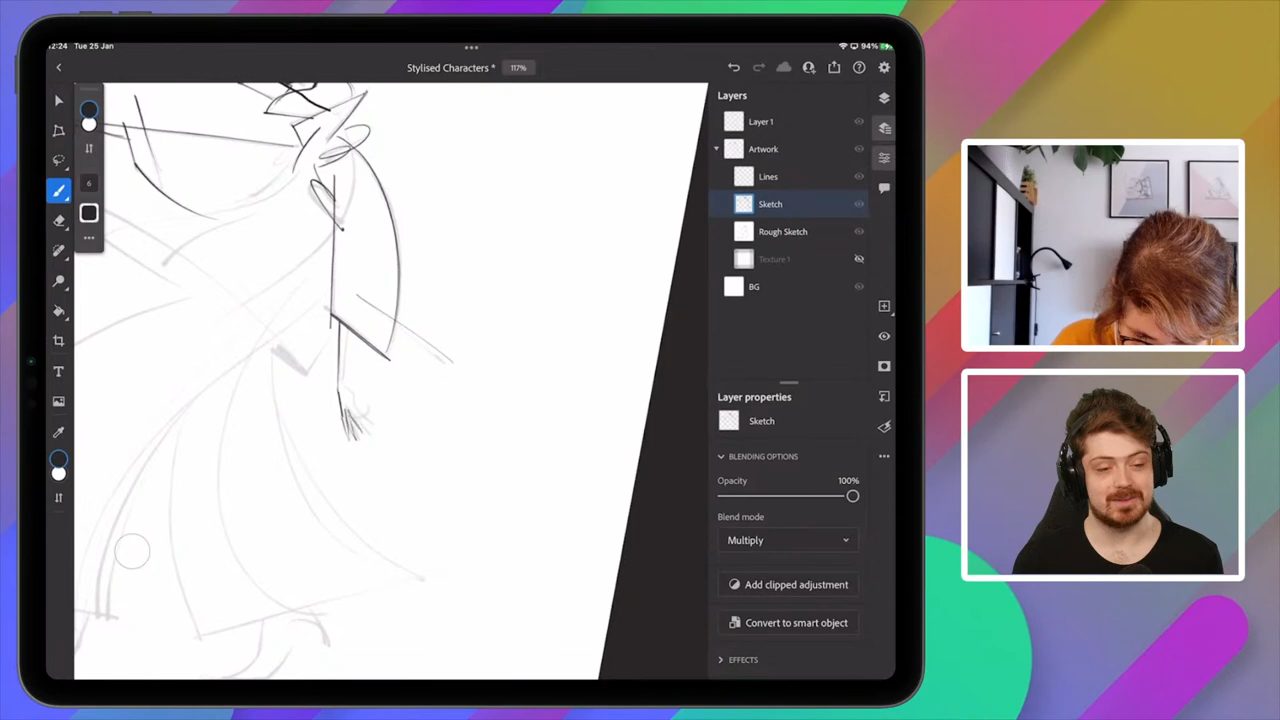 12:24 Tue 25 Jan
94%
Stylised Characters * 117%
6
Layers
Layer 1
Artwork
Lines
Sketch
Rough Sketch
Texture 1
BG
Layer properties
Sketch
BLENDING OPTIONS
Opacity 100%
Blend mode
Multiply
Add clipped adjustment
Convert to smart object
EFFECTS